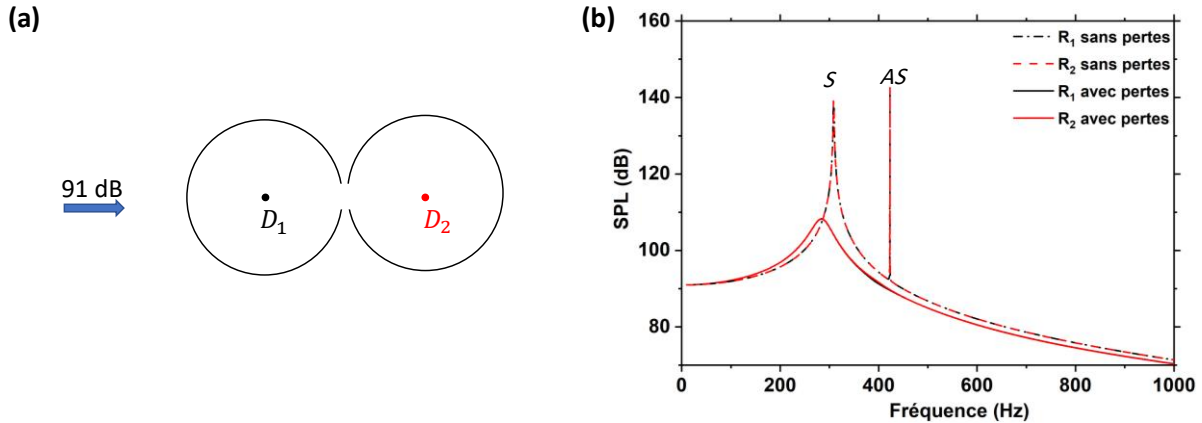 (a)
91 dB
D₁
D₂
(b)
SPL (dB)
160
140
120
100
80
S
AS
R₁ sans pertes
R₂ sans pertes
R₁ avec pertes
R₂ avec pertes
0 200 400 600 800 1000
Fréquence (Hz)